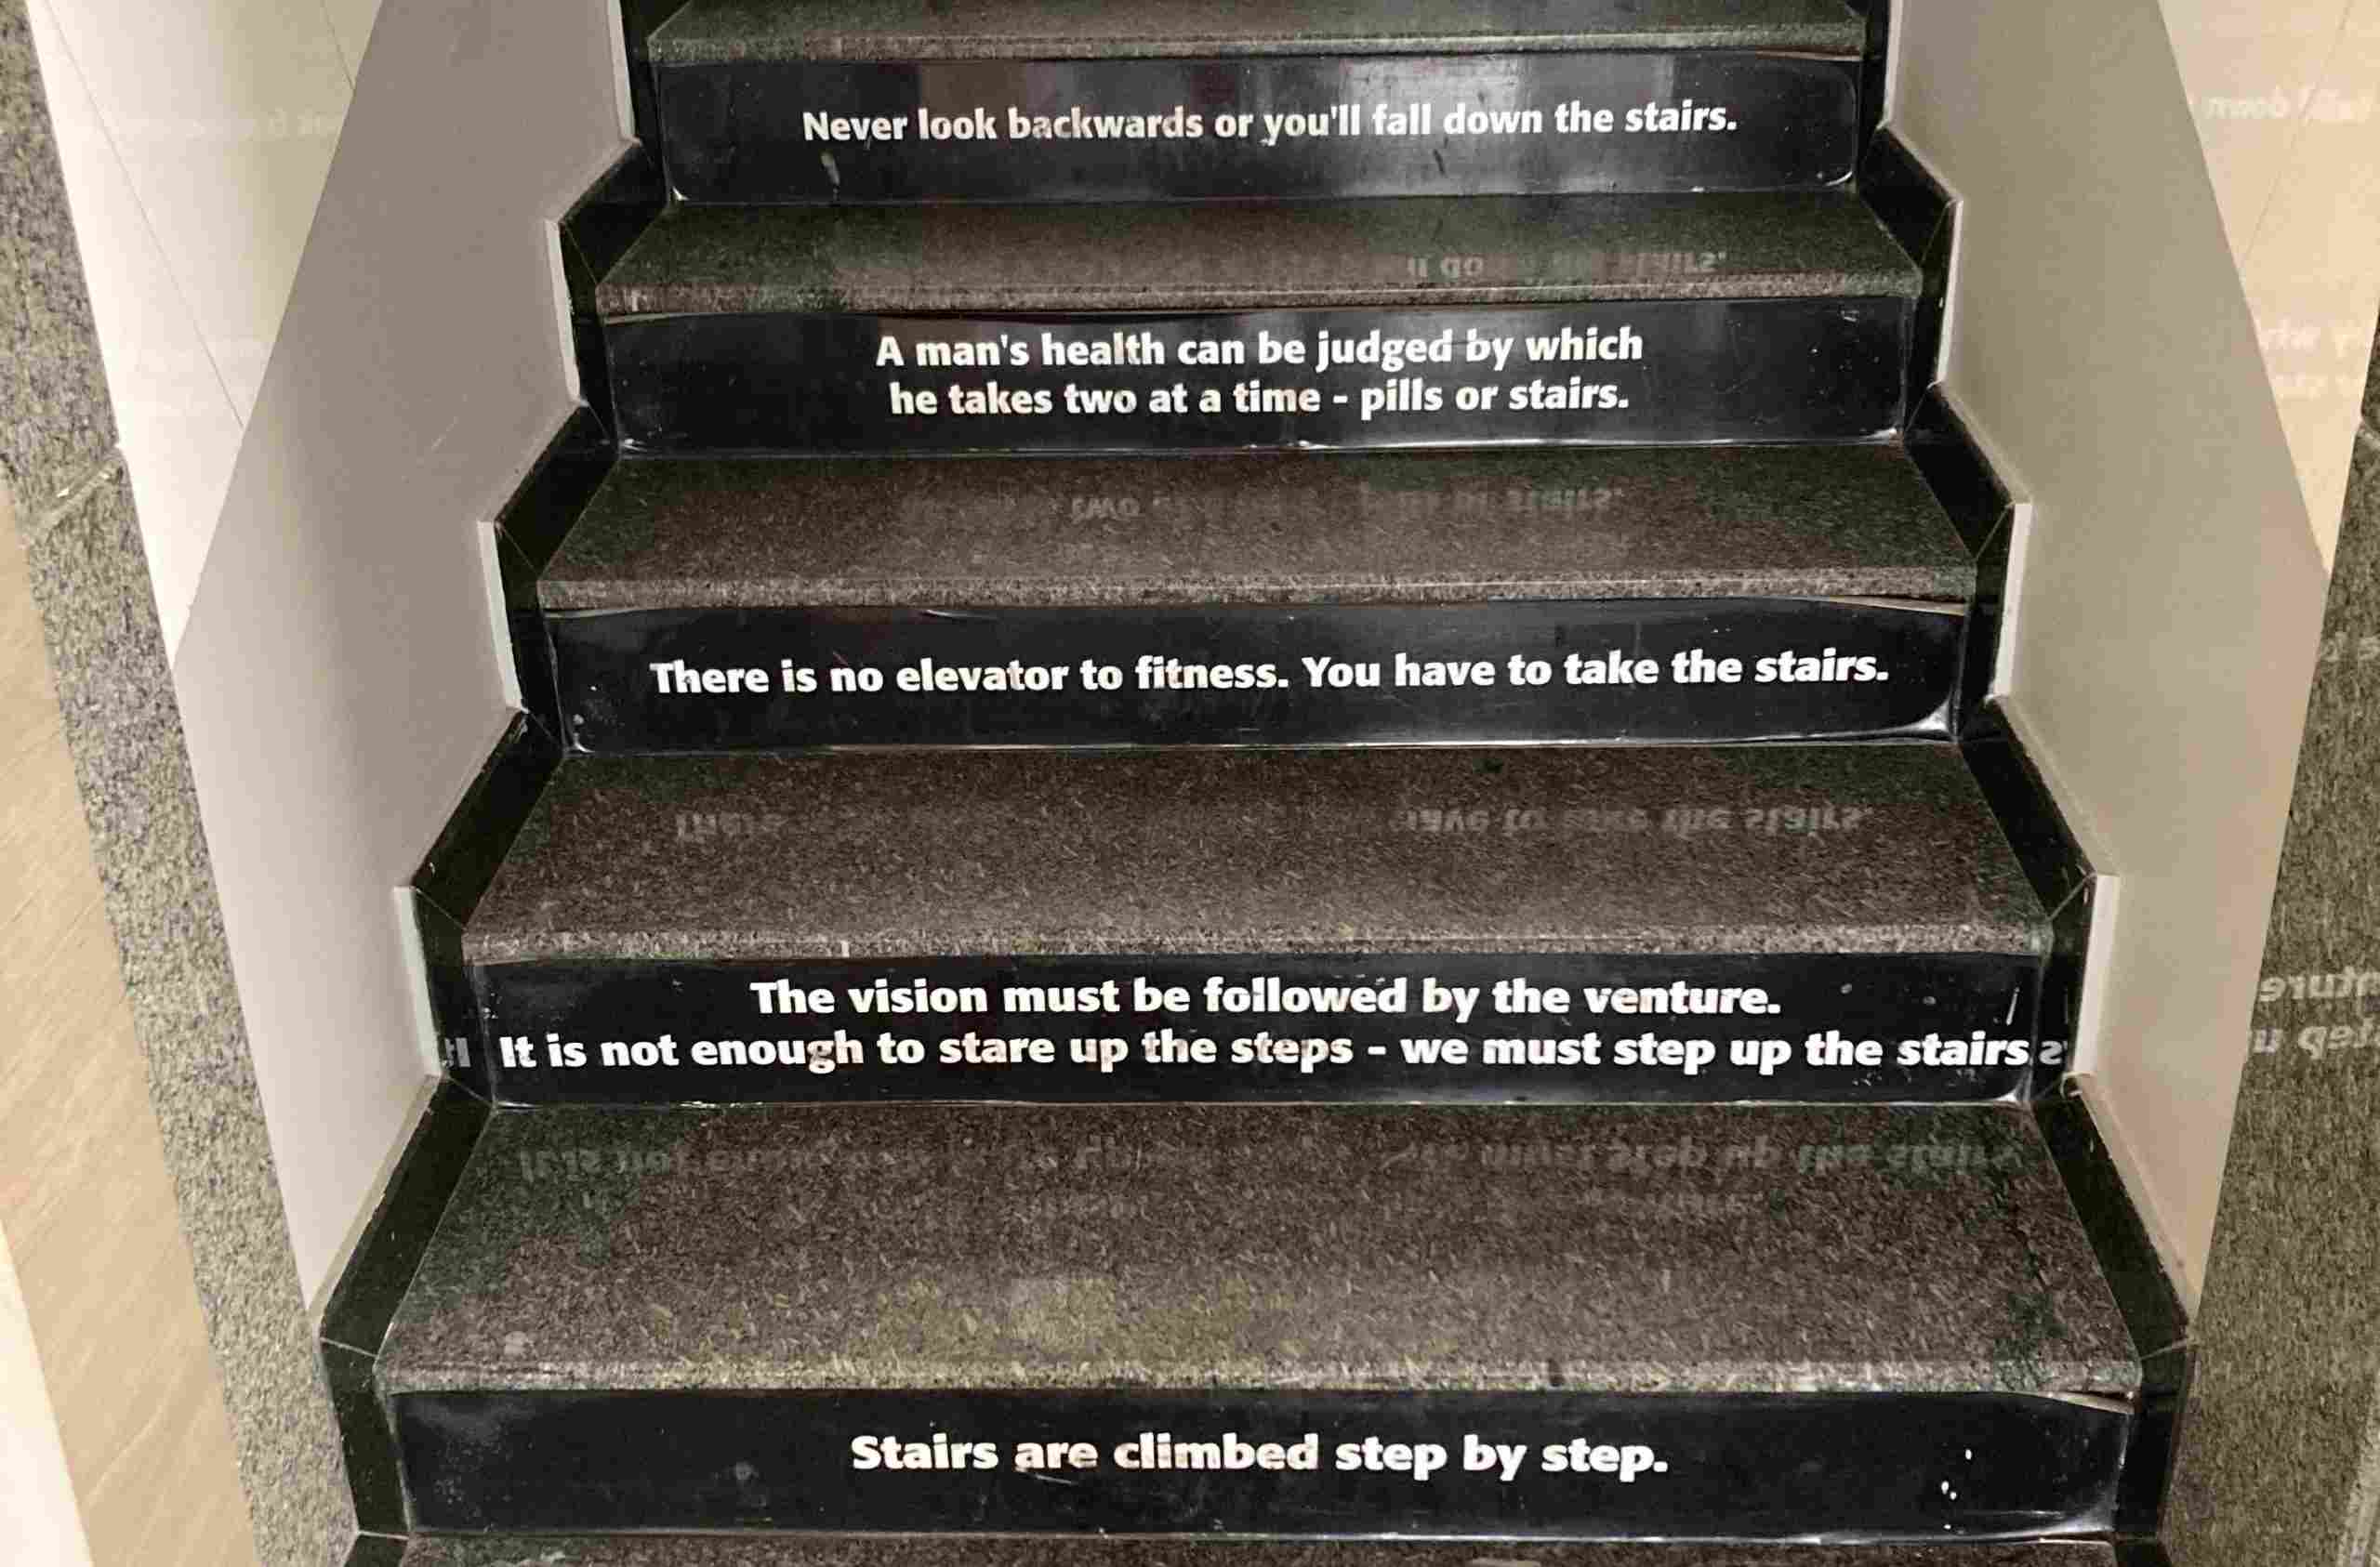 Never look backwards or you'll fall down the stairs.
A man's health can be judged by which
he takes two at a time - pills or stairs.
There is no elevator to fitness. You have to take the stairs.
The vision must be followed by the venture.
It is not enough to stare up the steps - we must step up the stairs
Stairs are climbed step by step.